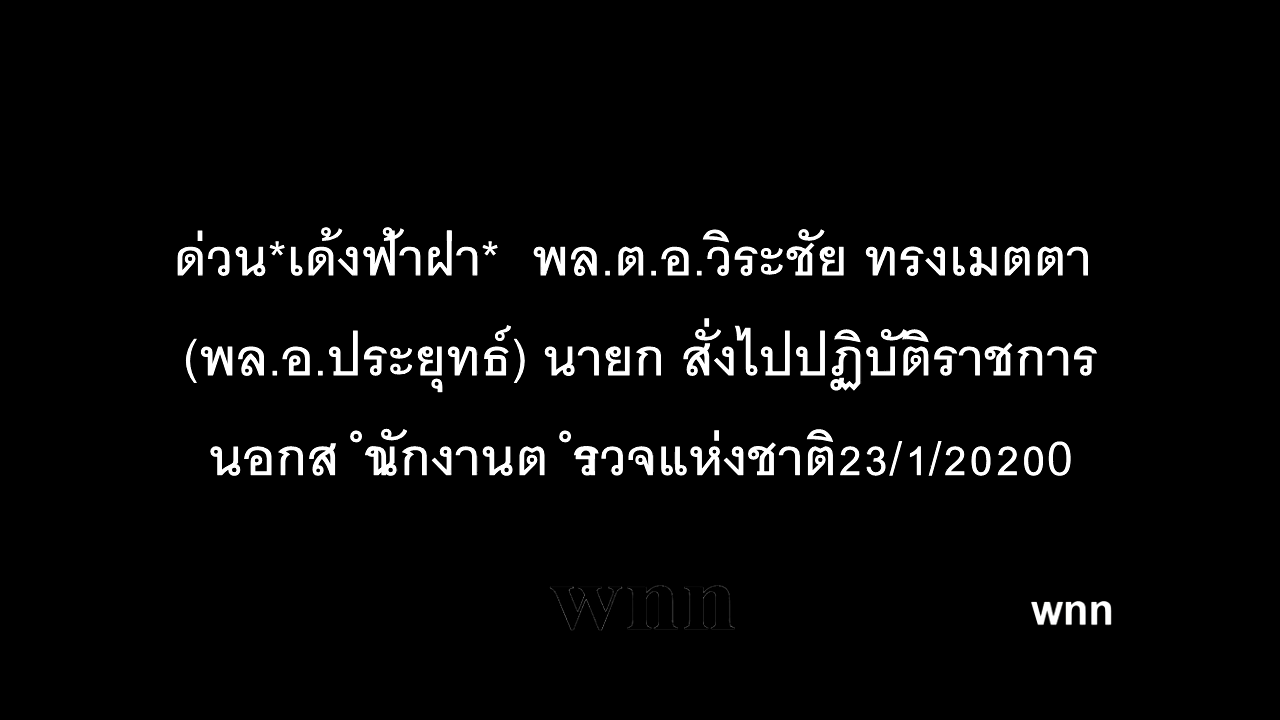 ด่วน*เด้งฟ้าฝ่า* พล.ต.อ.วิระชัย ทรงเมตตา
(พล.อ.ประยุทธ์) นายก สั่งไปปฏิบัติราชการ
นอกสำนักงานตำรวจแห่งชาติ23/1/20200
wnn
wnn